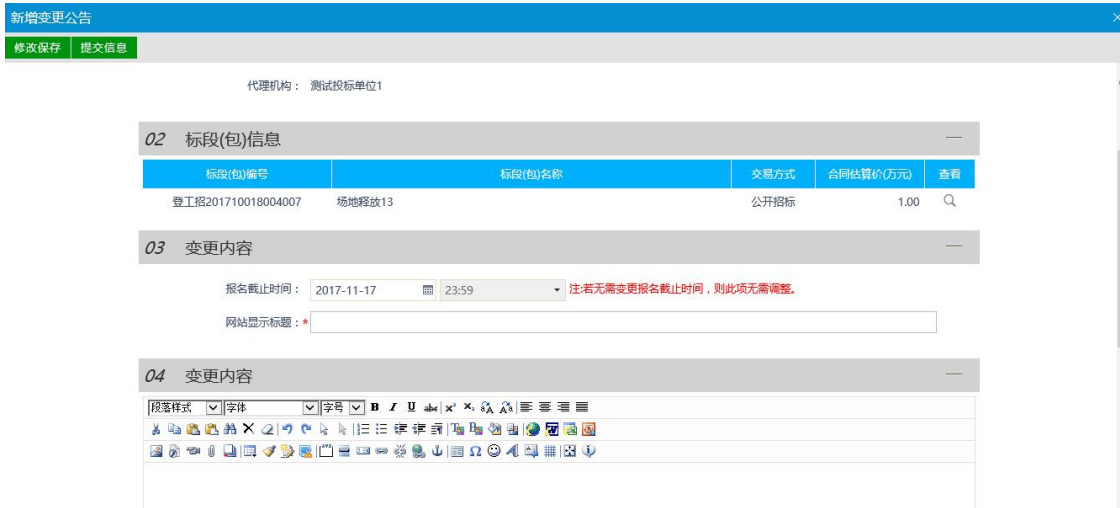 新增变更公告
修改保存 提交信息
代理机构： 测试投标单位1
02 标段(包)信息
标段(包)编号 标段(包)名称 交易方式 合同估算价(万元) 查看
登工招201710018004007 场地释放13 公开招标 1.00
03 变更内容
报名截止时间： 2017-11-17 23:59 注:若无需变更报名截止时间，则此项无需调整。
网站显示标题：*
04 变更内容
段落样式 字体 字号 B I U abc x² x₂